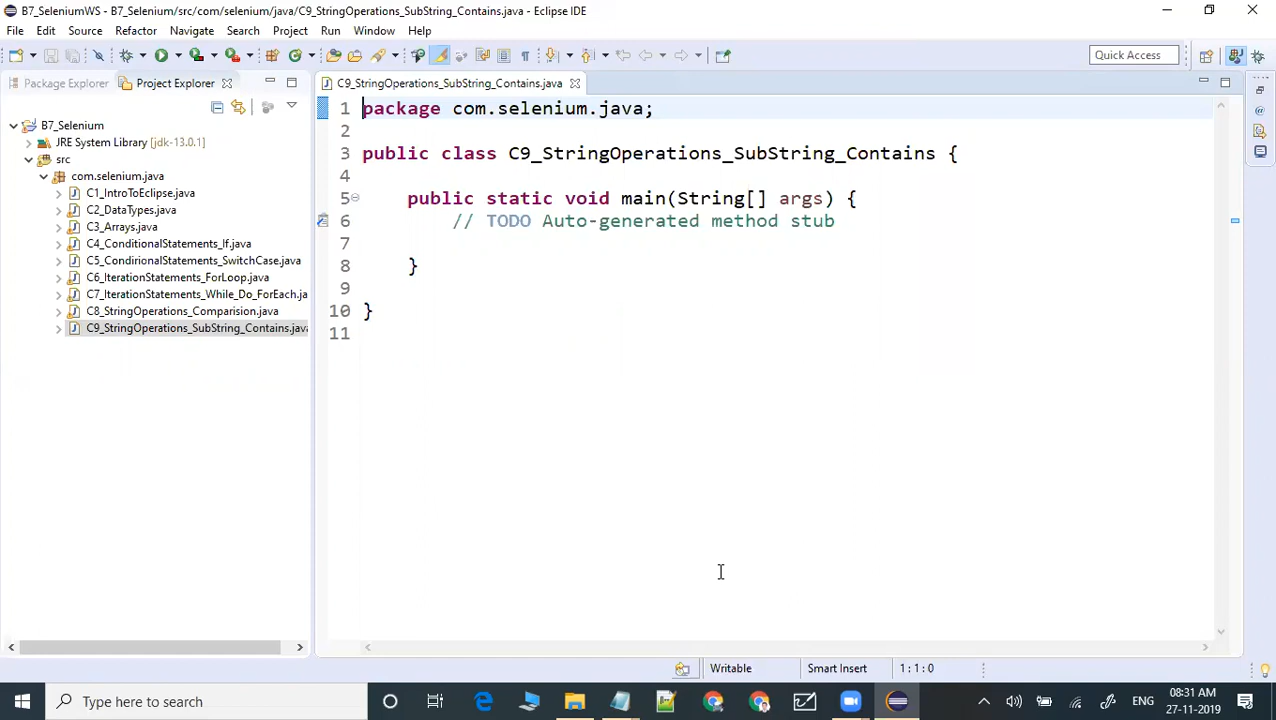 B7_SeleniumWS - B7_Selenium/src/com/selenium/java/C9_StringOperations_SubString_Contains.java - Eclipse IDE
File Edit Source Refactor Navigate Search Project Run Window Help
Quick Access
Package Explorer Project Explorer
C9_StringOperations_SubString_Contains.java
B7_Selenium
JRE System Library [jdk-13.0.1]
src
com.selenium.java
C1_IntroToEclipse.java
C2_DataTypes.java
C3_Arrays.java
C4_ConditionalStatements_If.java
C5_ConditionalStatements_SwitchCase.java
C6_IterationStatements_ForLoop.java
C7_IterationStatements_While_Do_ForEach.ja
C8_StringOperations_Comparision.java
C9_StringOperations_SubString_Contains.java
1 package com.selenium.java;
2
3 public class C9_StringOperations_SubString_Contains {
4
5 public static void main(String[] args) {
6 // TODO Auto-generated method stub
7
8 }
9
10 }
11
Writable Smart Insert 1 : 1 : 0
Type here to search
ENG
08:31 AM
27-11-2019